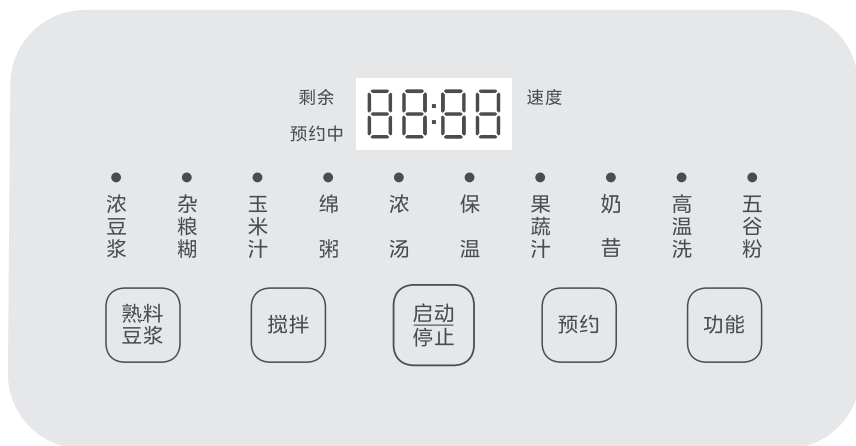 剩余
88:88
速度
预约中
浓豆浆
杂粮糊
玉米汁
绵粥
浓汤
保温
果蔬汁
奶昔
高温洗
五谷粉
熟料
豆浆
搅拌
启动
停止
预约
功能